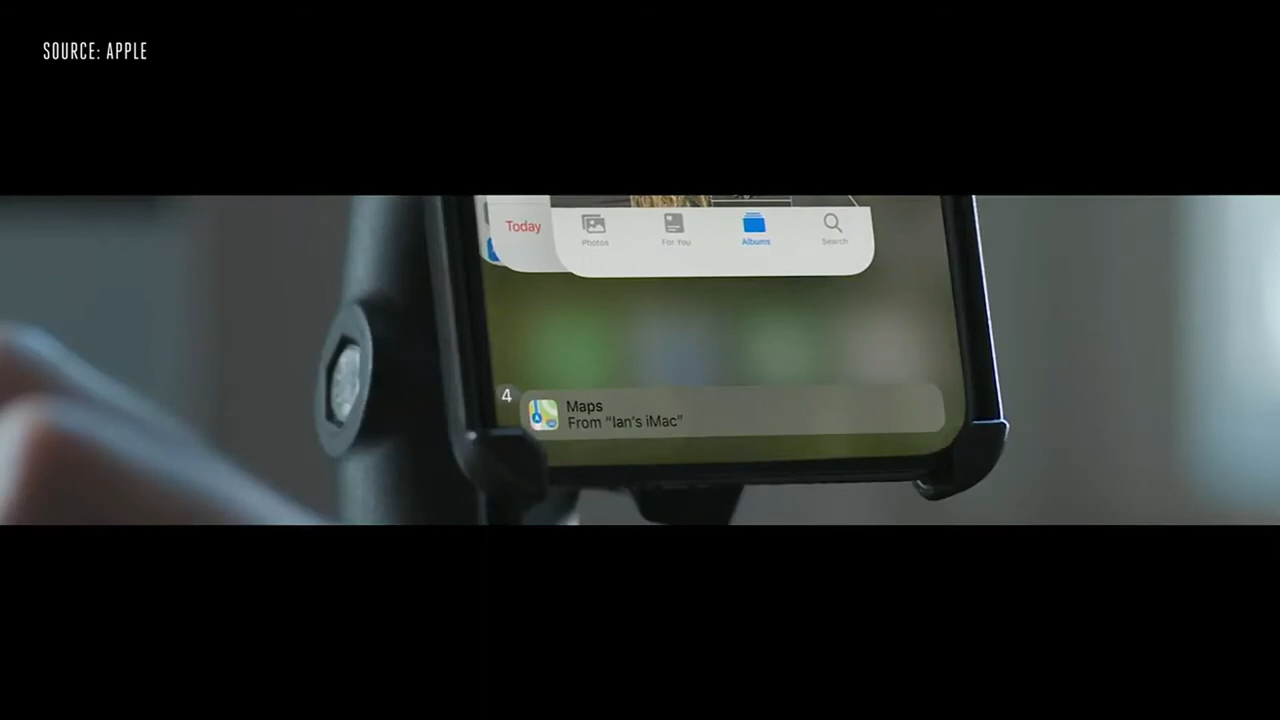 SOURCE: APPLE
Today
Photos
For You
Albums
Search
4
Maps
From “Ian's iMac”